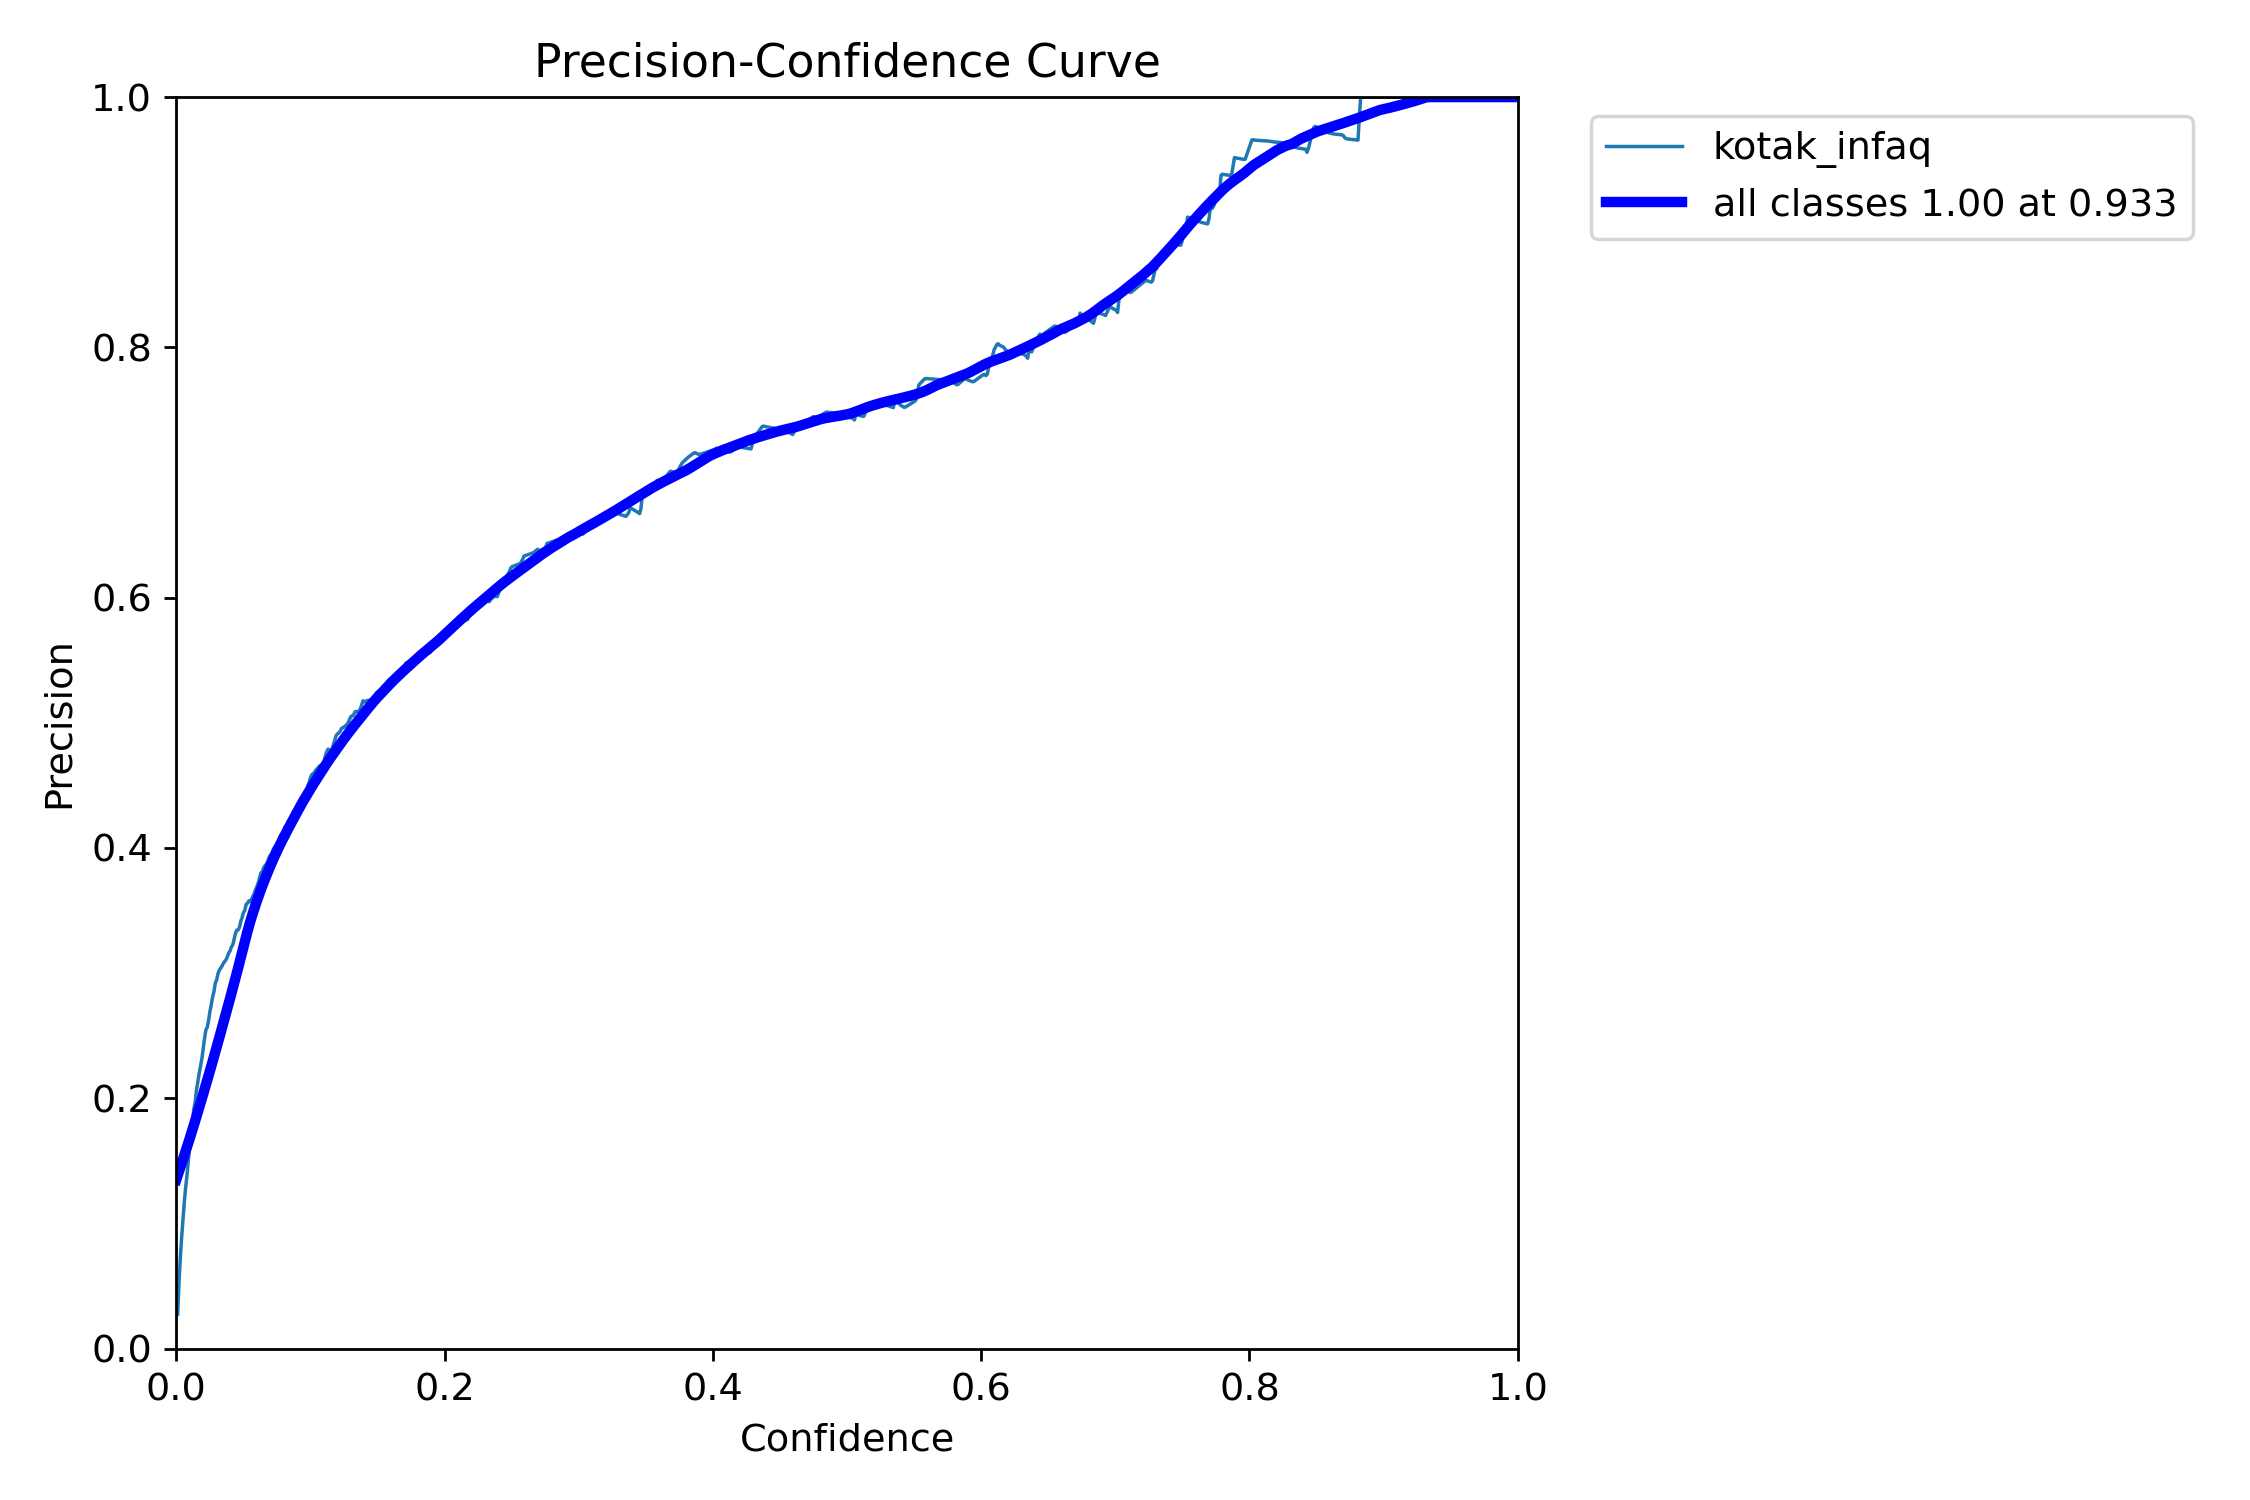 Precision-Confidence Curve
1.0
0.8
0.6
0.4
0.2
0.0
Precision
0.0 0.2 0.4 0.6 0.8 1.0
Confidence
kotak_infaq
all classes 1.00 at 0.933